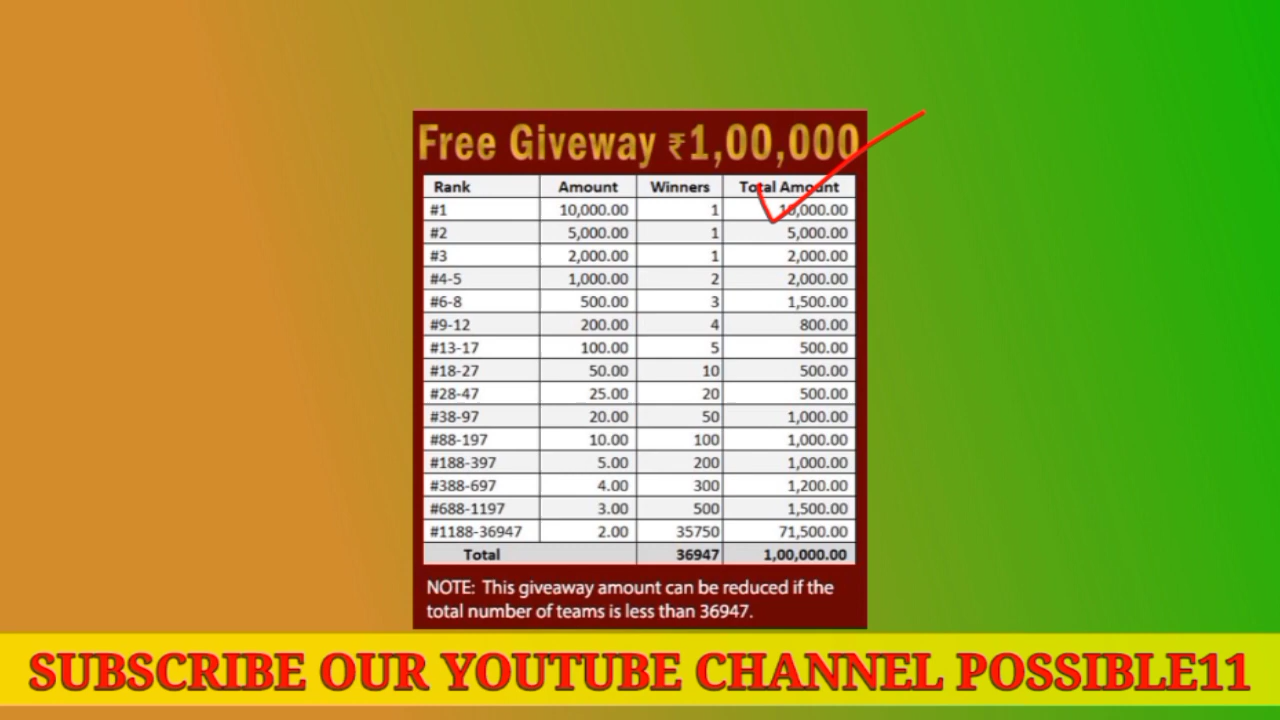 Free Giveway ₹1,00,000
Rank Amount Winners Total Amount
#1 10,000.00 1 10,000.00
#2 5,000.00 1 5,000.00
#3 2,000.00 1 2,000.00
#4-5 1,000.00 2 2,000.00
#6-8 500.00 3 1,500.00
#9-12 200.00 4 800.00
#13-17 100.00 5 500.00
#18-27 50.00 10 500.00
#28-47 25.00 20 500.00
#38-97 20.00 50 1,000.00
#88-197 10.00 100 1,000.00
#188-397 5.00 200 1,000.00
#388-697 4.00 300 1,200.00
#688-1197 3.00 500 1,500.00
#1188-36947 2.00 35750 71,500.00
Total 36947 1,00,000.00
NOTE: This giveaway amount can be reduced if the
total number of teams is less than 36947.
SUBSCRIBE OUR YOUTUBE CHANNEL POSSIBLE11